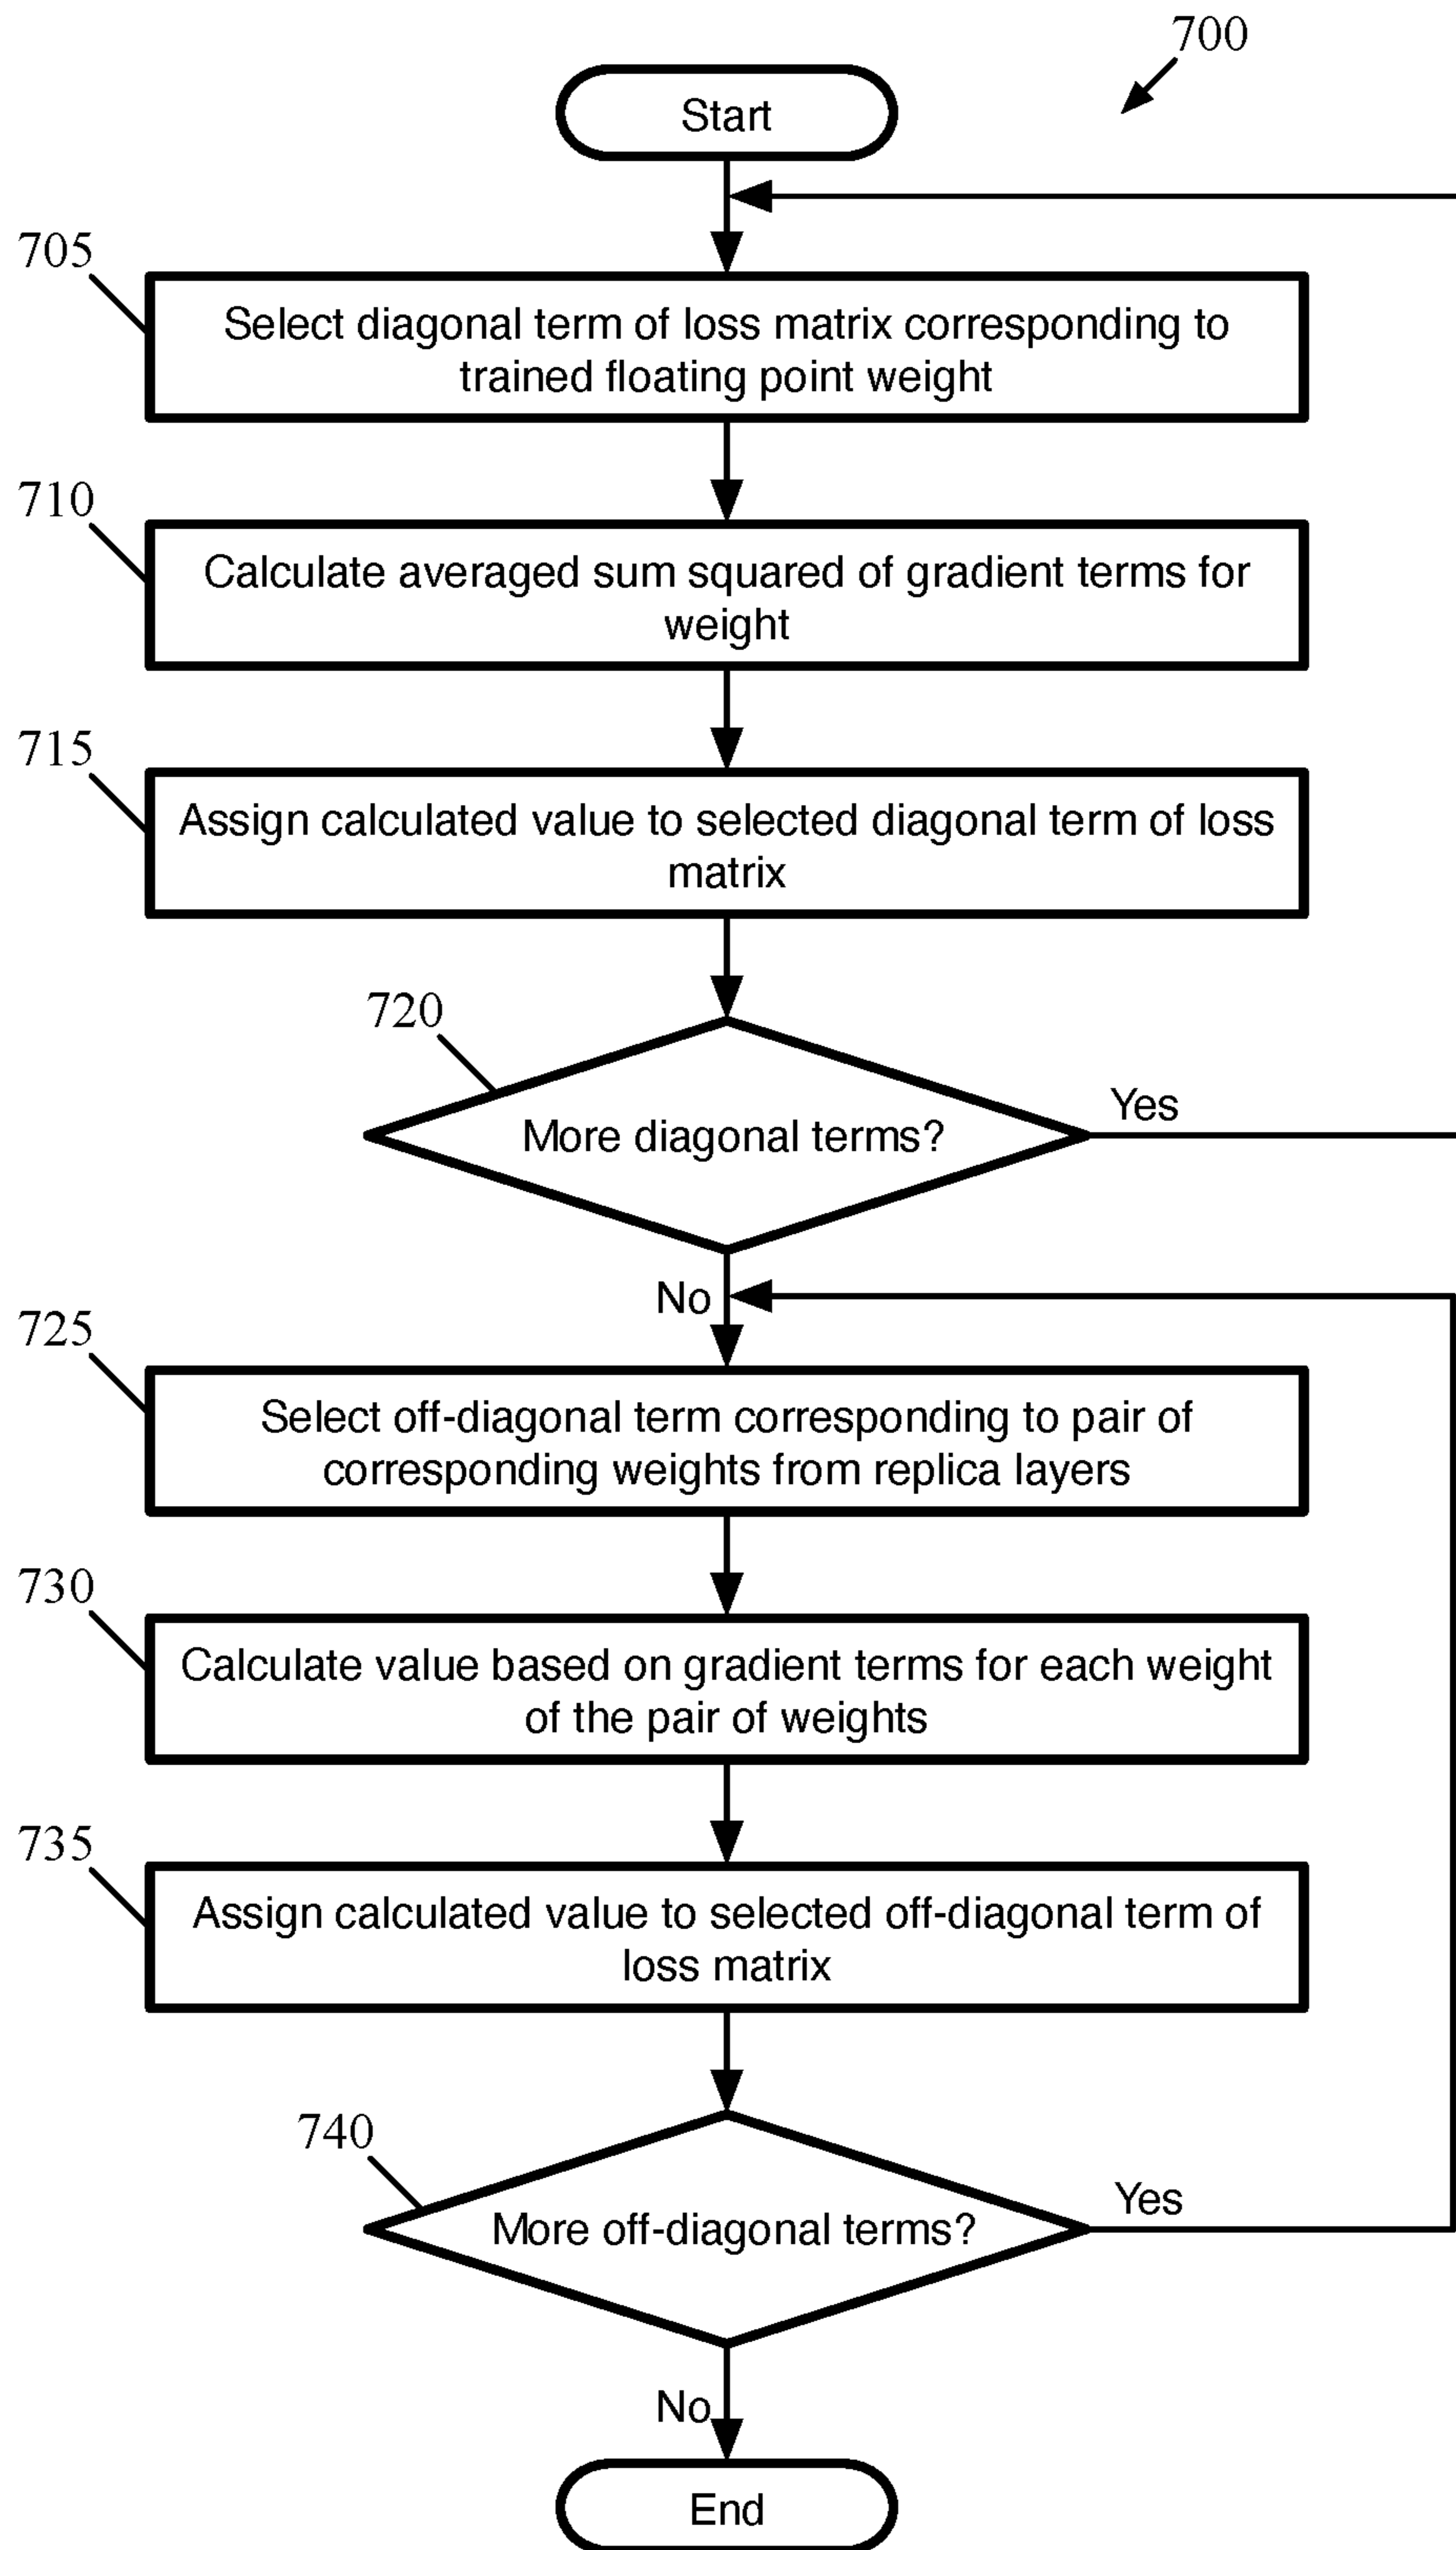 700
Start
705
Select diagonal term of loss matrix corresponding to
trained floating point weight
710
Calculate averaged sum squared of gradient terms for
weight
715
Assign calculated value to selected diagonal term of loss
matrix
720
More diagonal terms?
Yes
No
725
Select off-diagonal term corresponding to pair of
corresponding weights from replica layers
730
Calculate value based on gradient terms for each weight
of the pair of weights
735
Assign calculated value to selected off-diagonal term of
loss matrix
740
More off-diagonal terms?
Yes
No
End